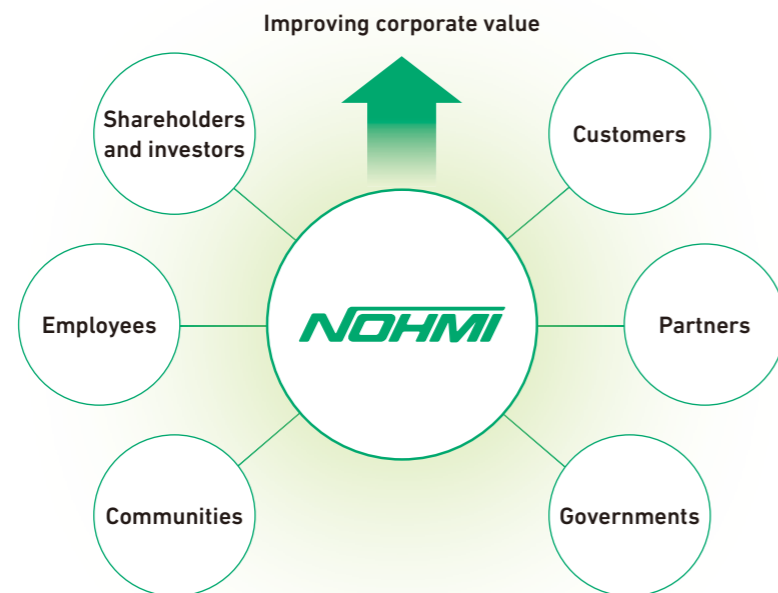 Improving corporate value
Shareholders
and investors
Customers
Employees
NOHMI
Partners
Communities
Governments